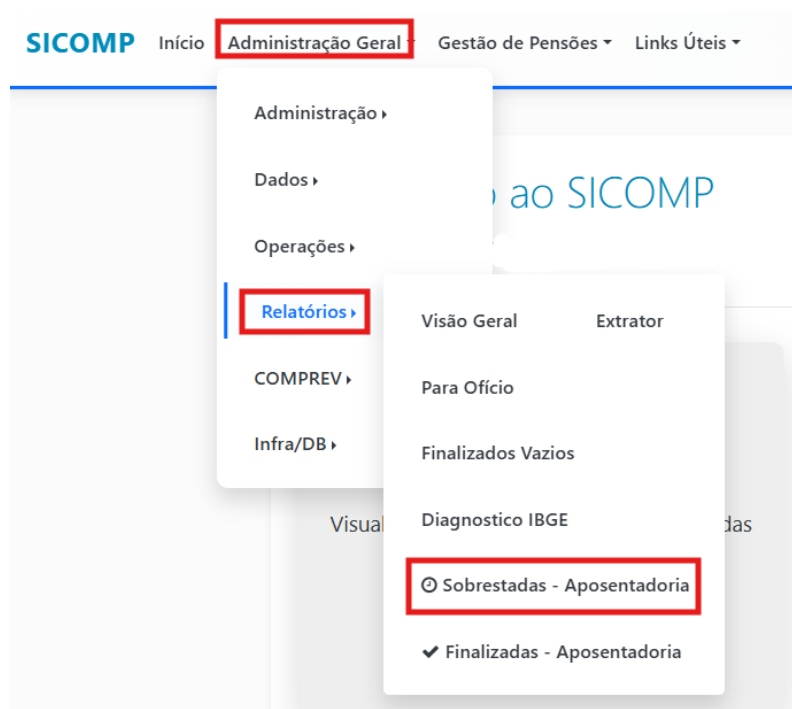 SICOMP Início Administração Geral Gestão de Pensões Links Úteis
Administração
Dados
ao SICOMP
Operações
Relatórios
Visão Geral Extrator
COMPREV
Para Ofício
Infra/DB
Finalizados Vazios
Visual
Diagnostico IBGE
das
Sobrestadas - Aposentadoria
Finalizadas - Aposentadoria